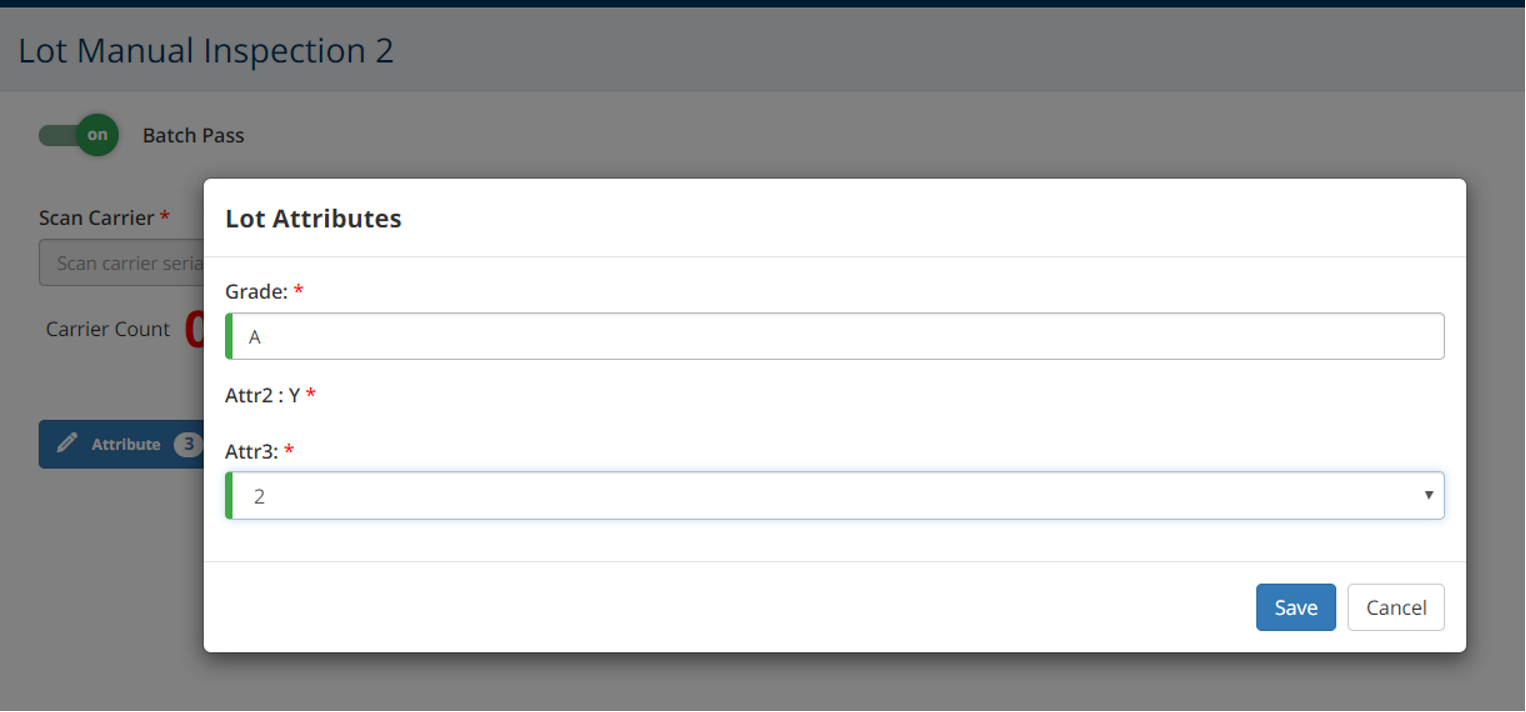 Lot Manual Inspection 2
on Batch Pass
Scan Carrier *
Scan carrier seria
Carrier Count 0
Attribute 3
Lot Attributes
Grade: *
A
Attr2 : Y *
Attr3: *
2
Save Cancel